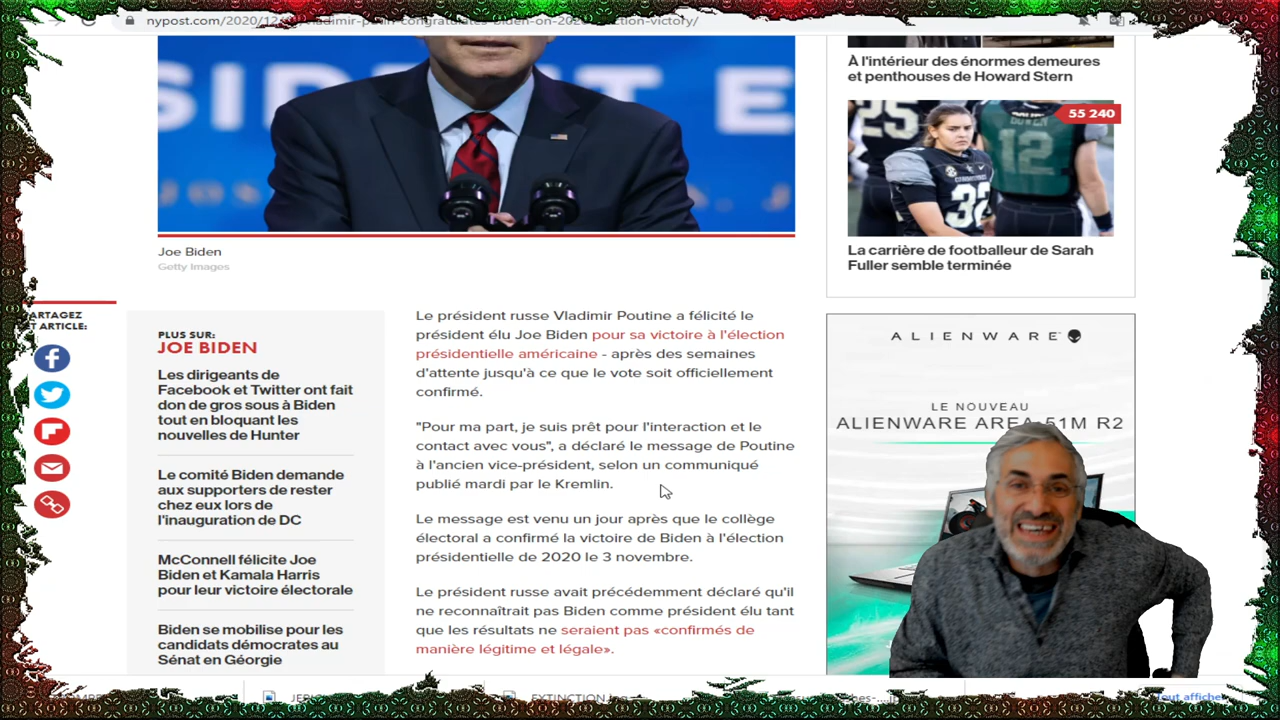 nypost.com/2020/12/
vladimir-putin-congratulates-biden-on-202
ction-victory/
SIDENT E
25
BOWEN
12
32
À l'intérieur des énormes demeures
et penthouses de Howard Stern
55 240
La carrière de footballeur de Sarah
Fuller semble terminée
Joe Biden
Getty Images
ARTAGEZ
ET ARTICLE:
PLUS SUR:
JOE BIDEN
Les dirigeants de
Facebook et Twitter ont fait
don de gros sous à Biden
tout en bloquant les
nouvelles de Hunter
Le comité Biden demande
aux supporters de rester
chez eux lors de
l'inauguration de DC
McConnell félicite Joe
Biden et Kamala Harris
pour leur victoire électorale
Biden se mobilise pour les
candidats démocrates au
Sénat en Géorgie
Le président russe Vladimir Poutine a félicité le
président élu Joe Biden pour sa victoire à l'élection
présidentielle américaine - après des semaines
d'attente jusqu'à ce que le vote soit officiellement
confirmé.
"Pour ma part, je suis prêt pour l'interaction et le
contact avec vous", a déclaré le message de Poutine
à l'ancien vice-président, selon un communiqué
publié mardi par le Kremlin.
Le message est venu un jour après que le collège
électoral a confirmé la victoire de Biden à l'élection
présidentielle de 2020 le 3 novembre.
Le président russe avait précédemment déclaré qu'il
ne reconnaîtrait pas Biden comme président élu tant
que les résultats ne seraient pas «confirmés de
manière légitime et légale».
ALIENWARE
LE NOUVEAU
ALIENWARE AREA-51M R2
EXTINCTION
Tout affiche